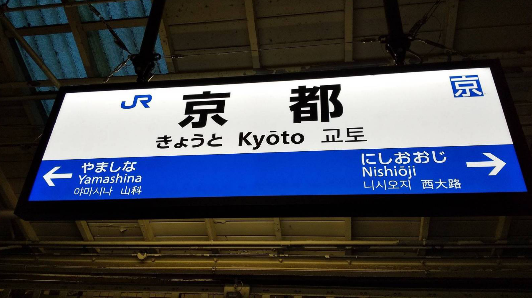 JR 京都 京
きょうと Kyōto 교토
← やましな
Yamashina
야마시나 山科
にしおおじ →
Nishiōji
니시오지 西大路